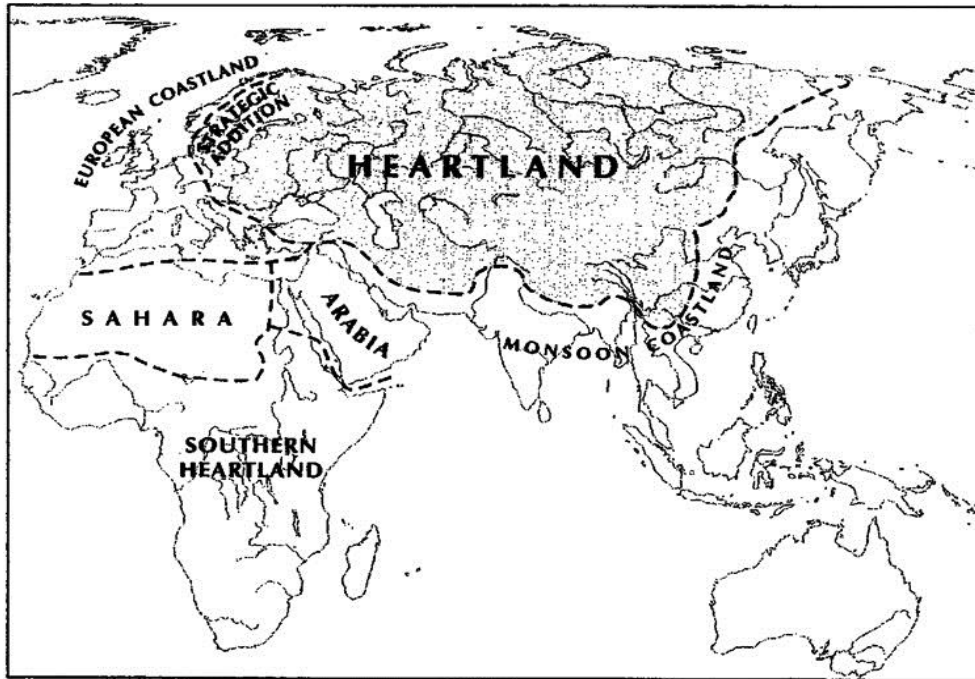 EUROPEAN COASTLAND
STRATEGIC
ADDITION
HEARTLAND
SAHARA
ARABIA
MONSOON COASTLAND
SOUTHERN
HEARTLAND